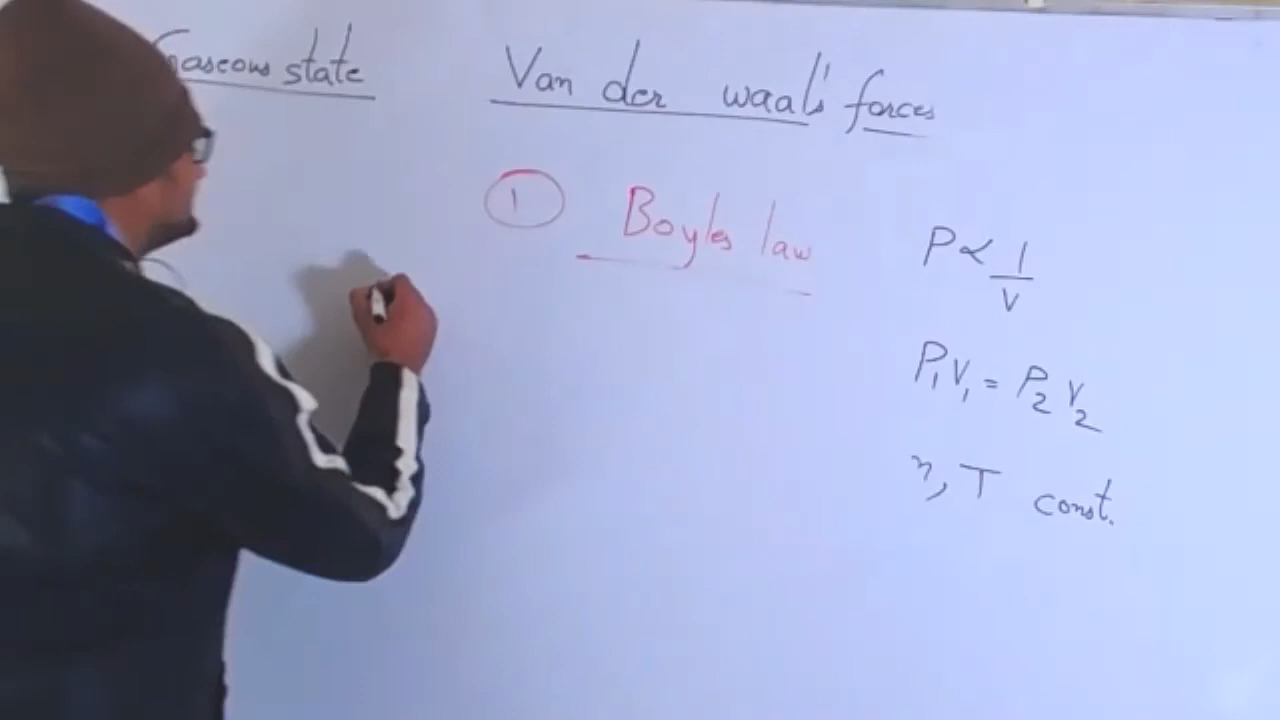 Gaseous state
Van der waal's forces
1 Boyles law
P ∝ 1/V
P₁V₁ = P₂V₂
n, T const.